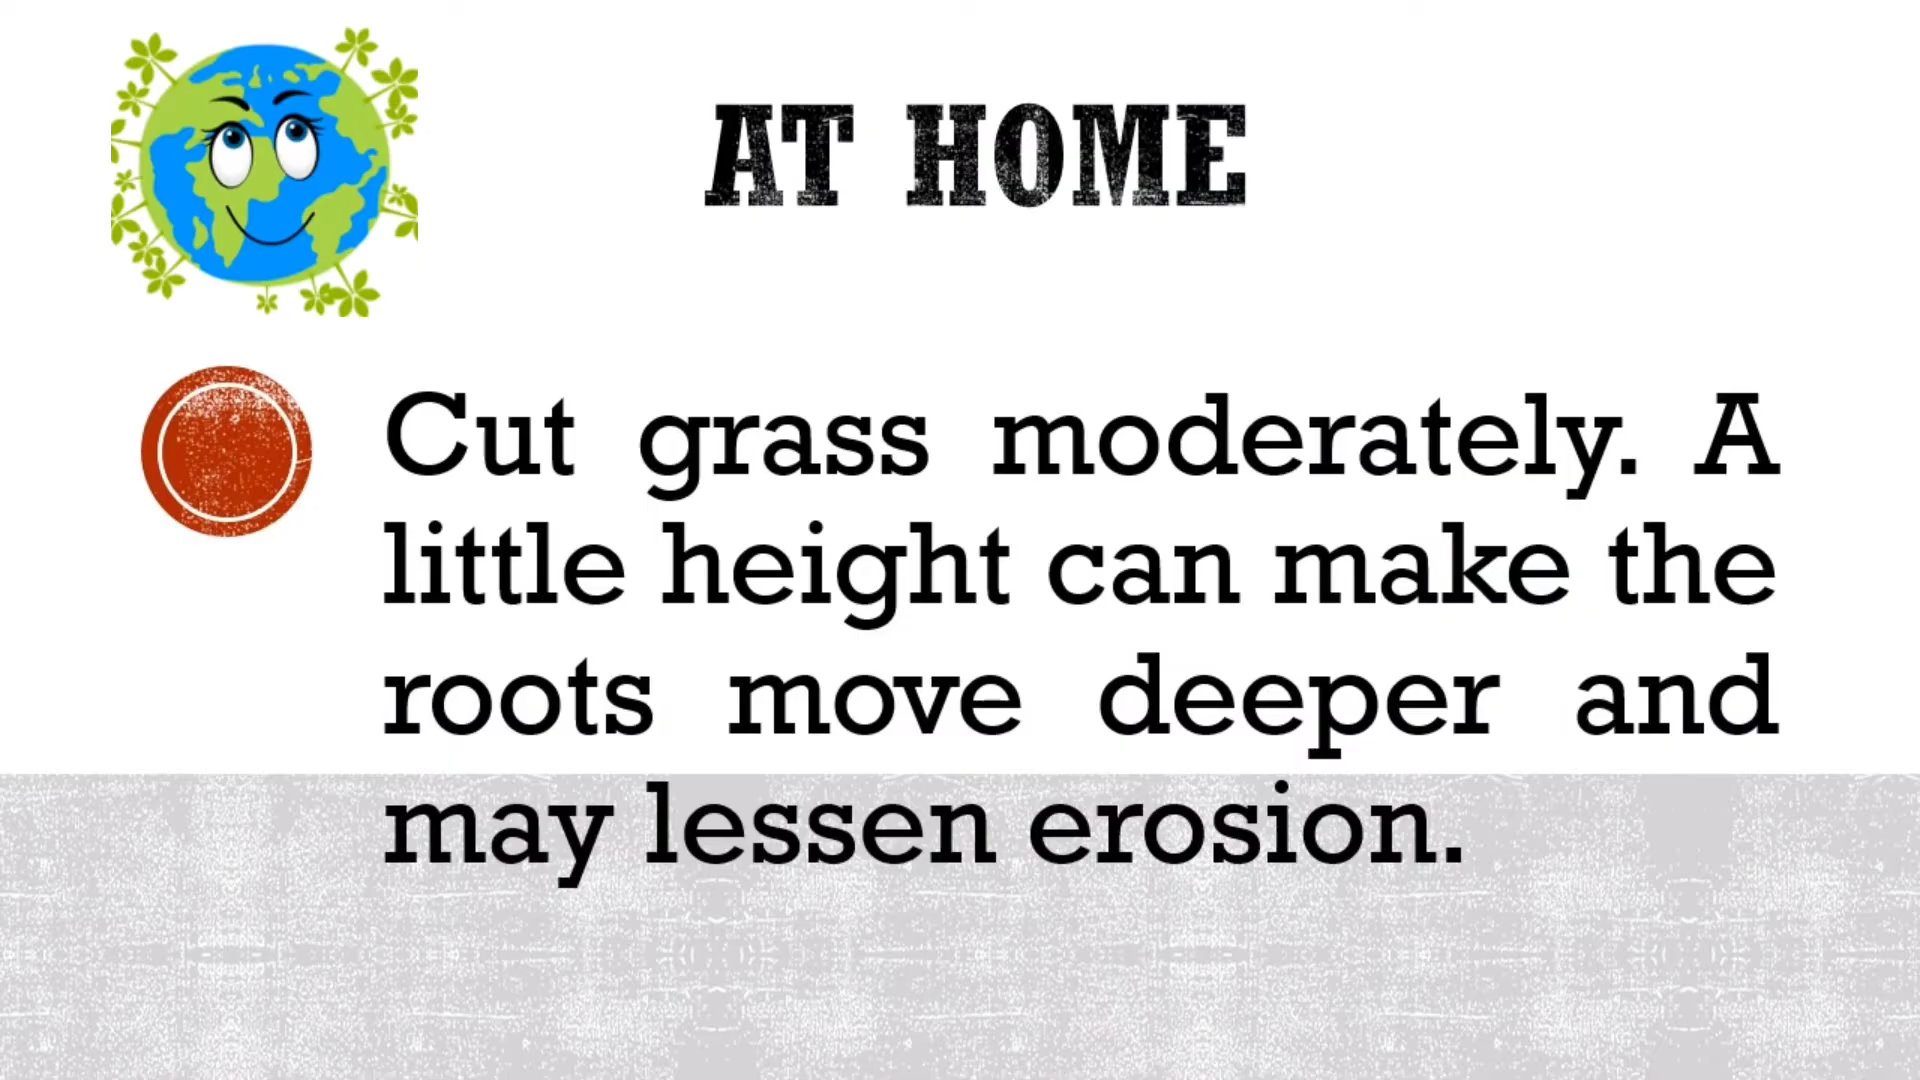 AT HOME
Cut grass moderately. A
little height can make the
roots move deeper and
may lessen erosion.